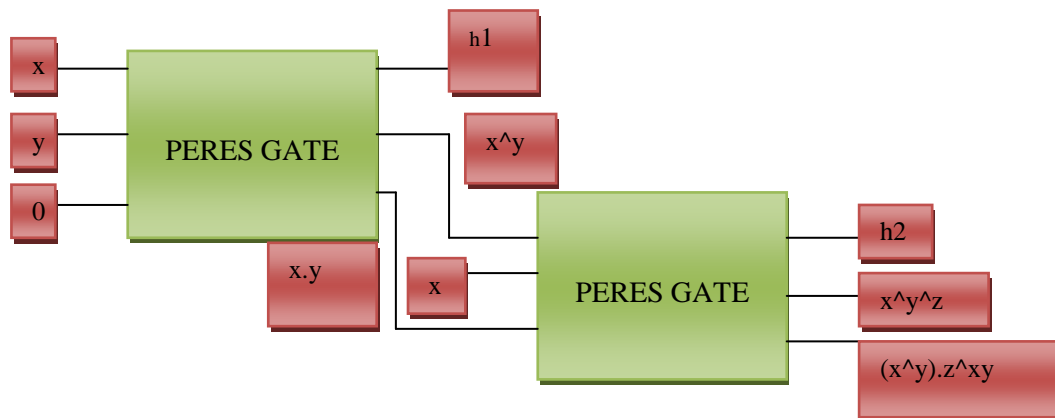 x
y
0
PERES GATE
h1
x^y
x.y
x
PERES GATE
h2
x^y^z
(x^y).z^xy